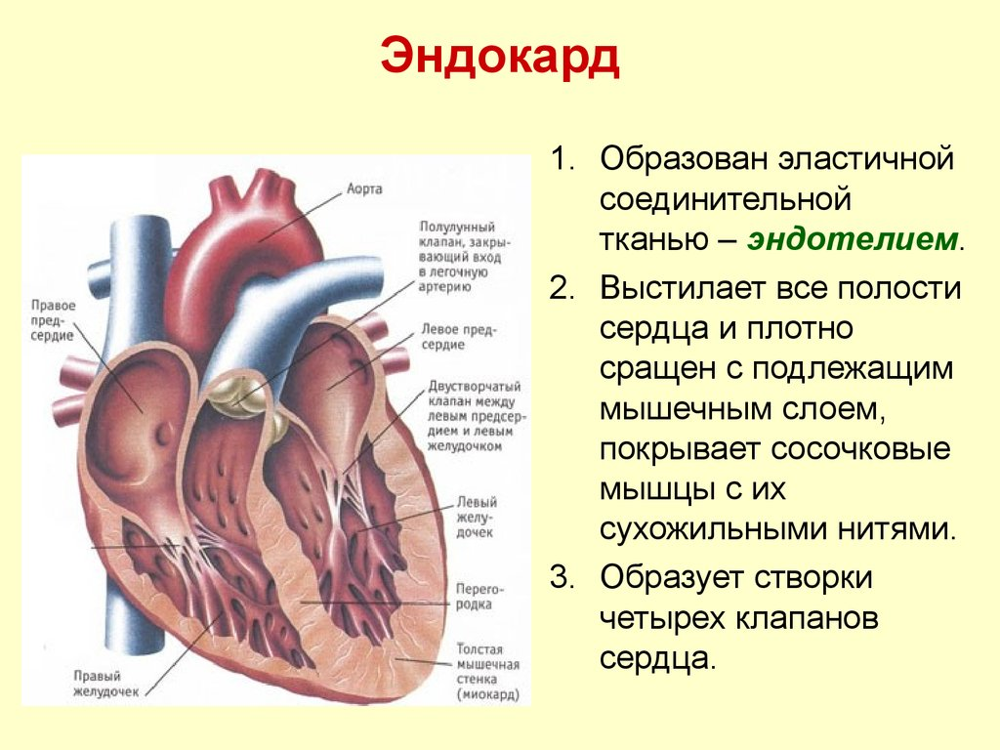 Эндокард
1. Образован эластичной
соединительной
тканью – эндотелием.
2. Выстилает все полости
сердца и плотно
сращен с подлежащим
мышечным слоем,
покрывает сосочковые
мышцы с их
сухожильными нитями.
3. Образует створки
четырех клапанов
сердца.
Аорта
Полулунный
клапан, закры-
вающий вход
в легочную
артерию
Правое
пред-
сердие
Левое пред-
сердие
Двустворчатый
клапан между
левым предсер-
дием и левым
желудочком
Левый
желу-
дочек
Перего-
родка
Толстая
мышечная
стенка
(миокард)
Правый
желудочек